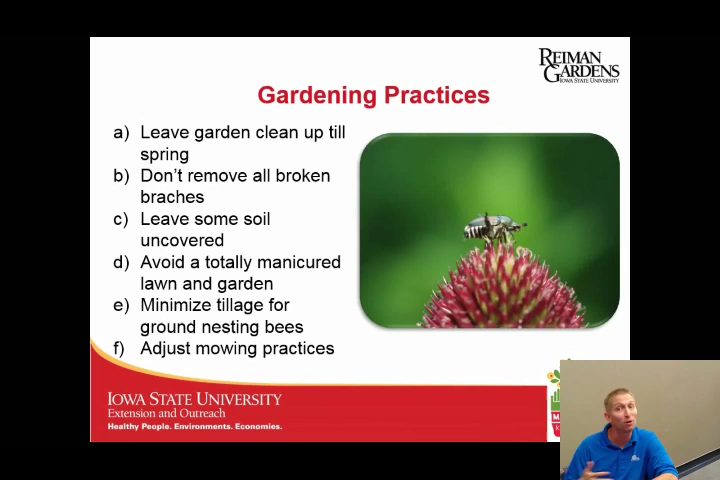 REIMAN
GARDENS
IOWA STATE UNIVERSITY
Gardening Practices
a) Leave garden clean up till
spring
b) Don't remove all broken
braches
c) Leave some soil
uncovered
d) Avoid a totally manicured
lawn and garden
e) Minimize tillage for
ground nesting bees
f) Adjust mowing practices
IOWA STATE UNIVERSITY
Extension and Outreach
Healthy People. Environments. Economies.